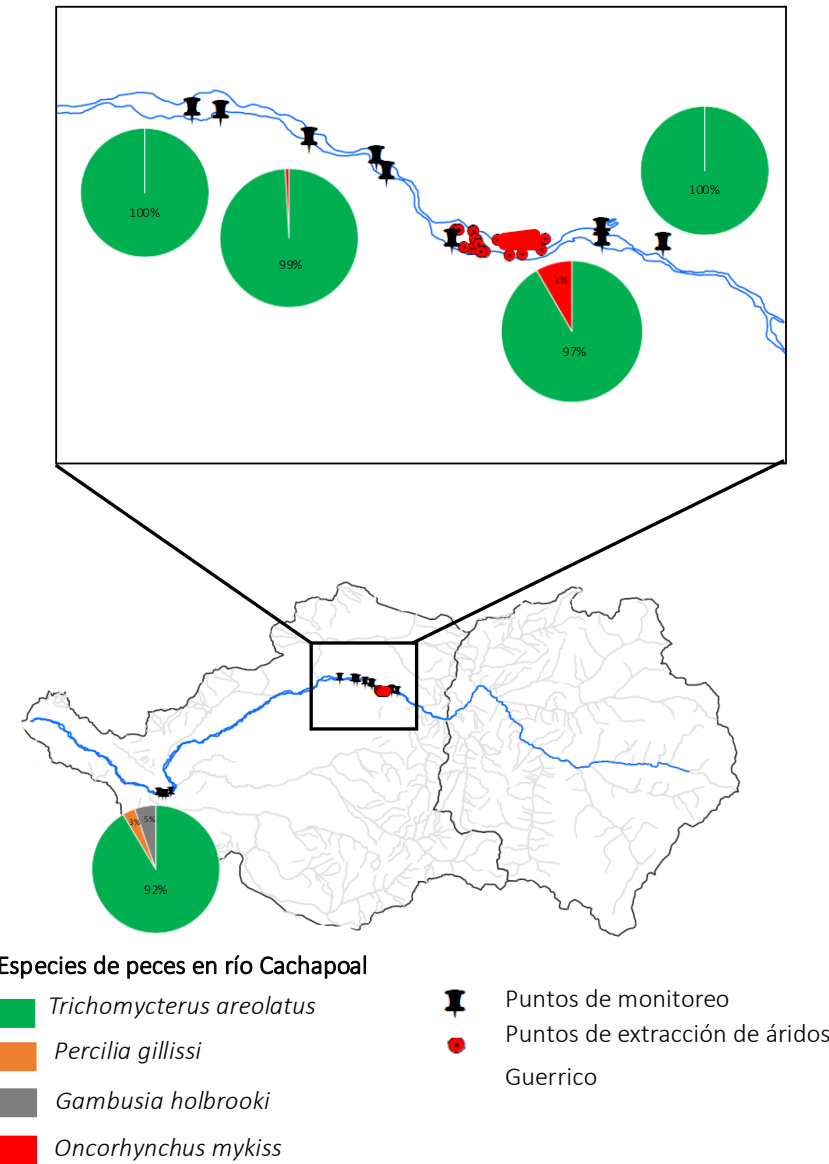 100%
99%
100%
3%
97%
3%
5%
92%
Especies de peces en río Cachapoal
Trichomycterus areolatus
Percilia gillissi
Gambusia holbrooki
Oncorhynchus mykiss
Puntos de monitoreo
Puntos de extracción de áridos
Guerrico